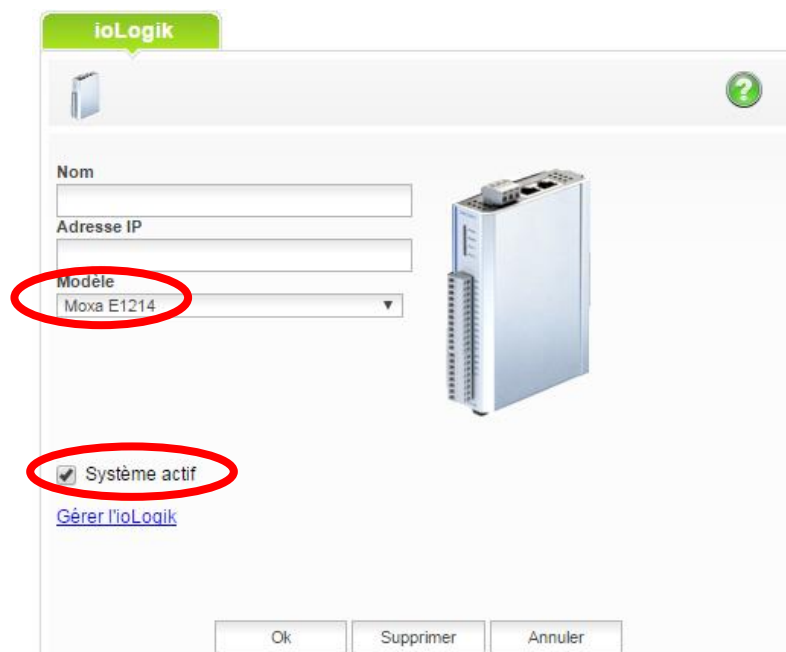 ioLogik
?
Nom
Adresse IP
Modèle
Moxa E1214
Système actif
Gérer l'ioLogik
Ok Supprimer Annuler